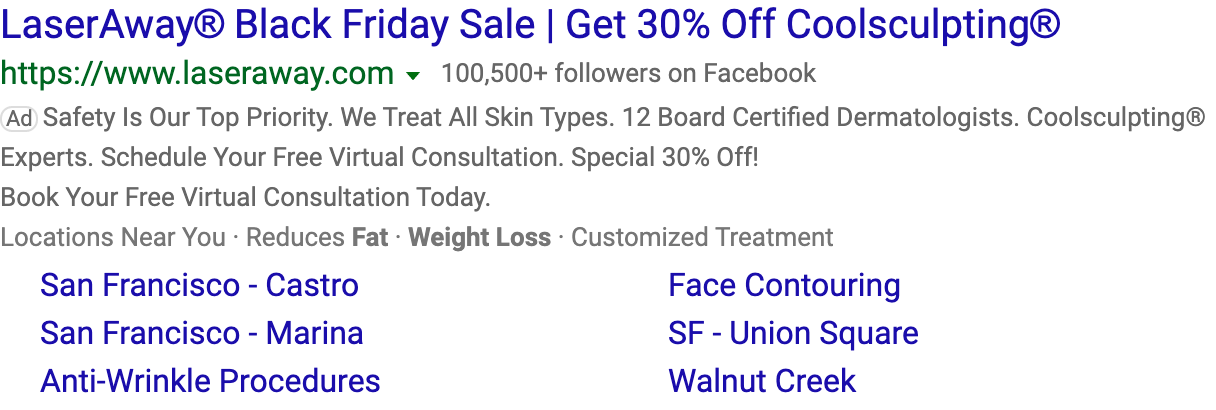 LaserAway® Black Friday Sale | Get 30% Off Coolsculpting®
https://www.laseraway.com 100,500+ followers on Facebook
Ad Safety Is Our Top Priority. We Treat All Skin Types. 12 Board Certified Dermatologists. Coolsculpting®
Experts. Schedule Your Free Virtual Consultation. Special 30% Off!
Book Your Free Virtual Consultation Today.
Locations Near You · Reduces Fat · Weight Loss · Customized Treatment
San Francisco - Castro Face Contouring
San Francisco - Marina SF - Union Square
Anti-Wrinkle Procedures Walnut Creek